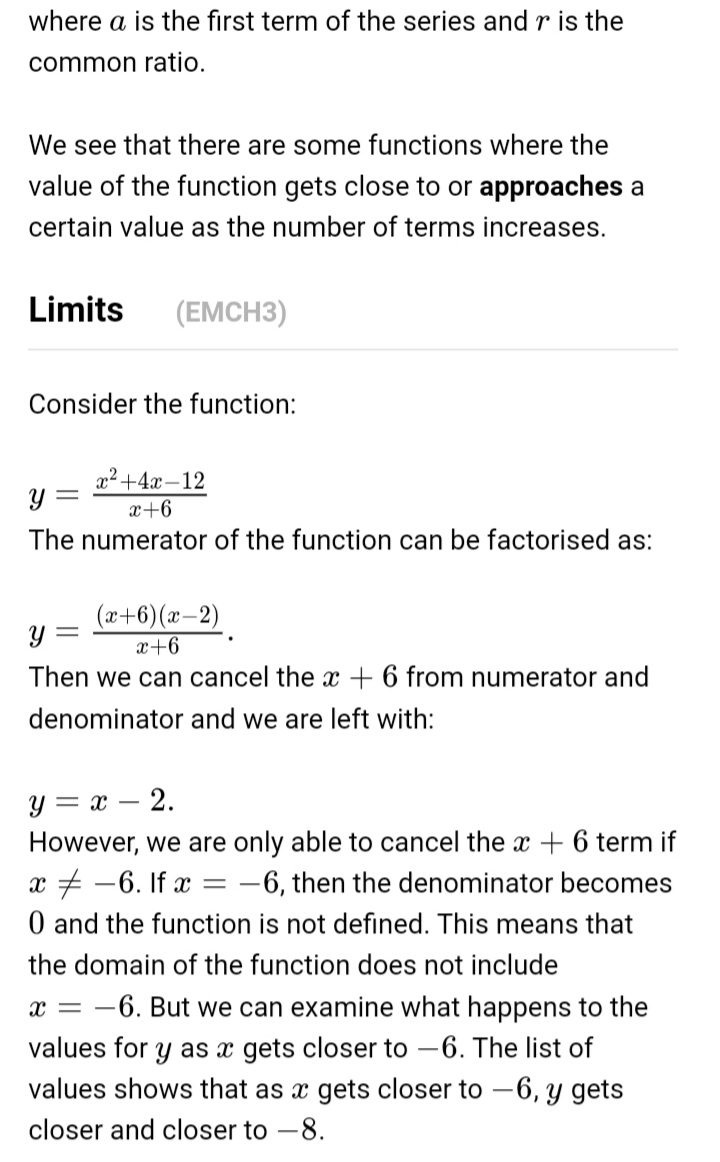 where a is the first term of the series and r is the
common ratio.
We see that there are some functions where the
value of the function gets close to or approaches a
certain value as the number of terms increases.
Limits (EMCH3)
Consider the function:
y = \frac{x^2+4x-12}{x+6}
The numerator of the function can be factorised as:
y = \frac{(x+6)(x-2)}{x+6}.
Then we can cancel the x + 6 from numerator and
denominator and we are left with:
y = x − 2.
However, we are only able to cancel the x + 6 term if
x ≠ −6. If x = −6, then the denominator becomes
0 and the function is not defined. This means that
the domain of the function does not include
x = −6. But we can examine what happens to the
values for y as x gets closer to −6. The list of
values shows that as x gets closer to −6, y gets
closer and closer to −8.